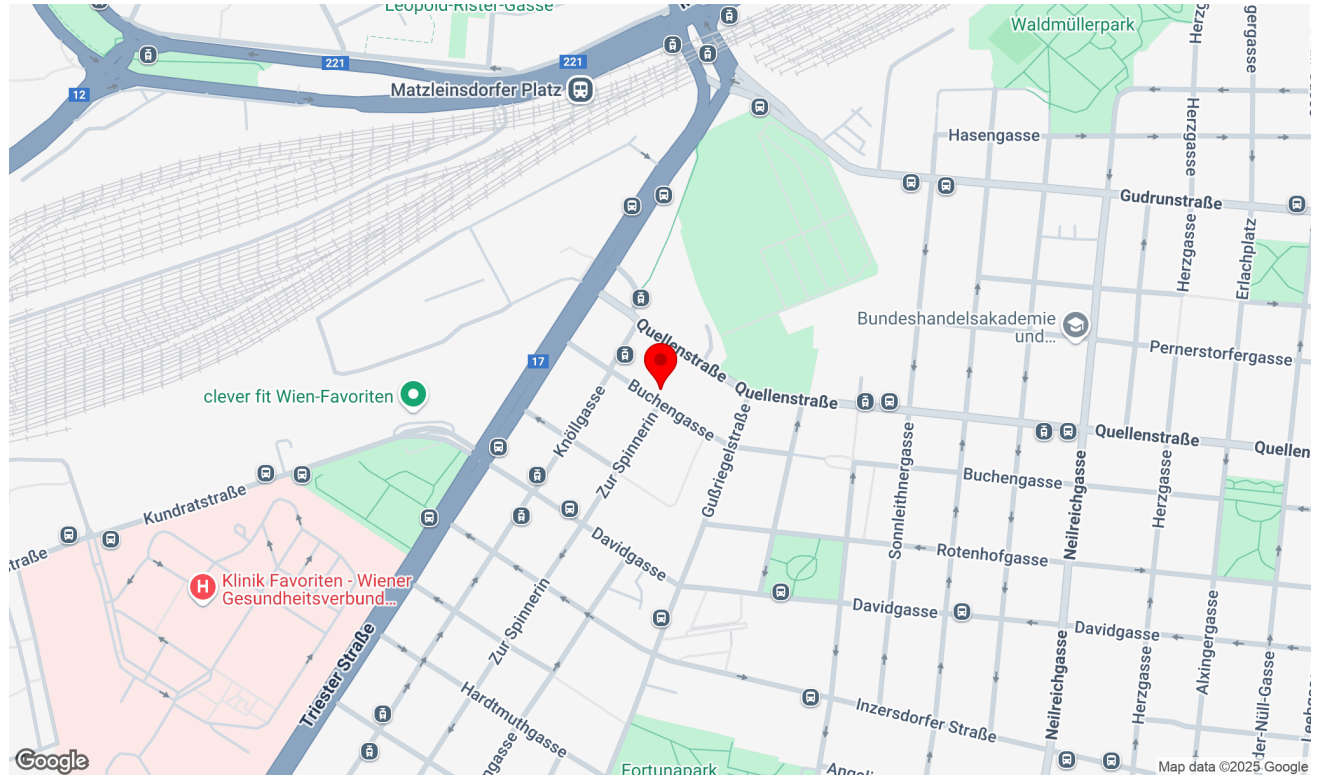 Leopold-Rister-Gasse
Waldmüllerpark
221
221
12
Matzleinsdorfer Platz
Herzgasse
Hasengasse
Gudrunstraße
Herzgasse
Erlachplatz
Bundeshandelsakademie
und...
Pernerstorfergasse
Quellenstraße
17
Quellenstraße
clever fit Wien-Favoriten
Buchengasse
Knöllgasse
Zur Spinnerin
Gußriegelstraße
Sonnleithnergasse
Quellenstraße
Quellen
Buchengasse
Neilreichgasse
Herzgasse
Kundratstraße
straße
Davidgasse
Rotenhofgasse
Klinik Favoriten - Wiener
Gesundheitsverbund...
H
Davidgasse
Davidgasse
Zur Spinnerin
Alxingergasse
Triester Straße
Neilreichgasse
Herzgasse
Hardtmuthgasse
Inzersdorfer Straße
der-Null-Gasse
Fortunapark
Google
Map data ©2025 Google